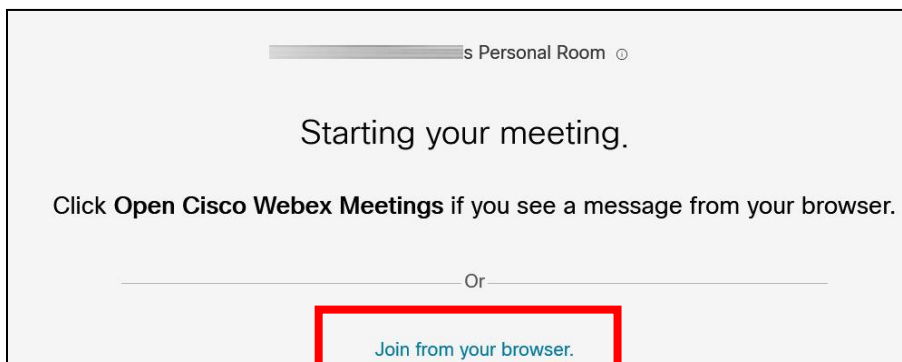 s Personal Room
Starting your meeting.
Click Open Cisco Webex Meetings if you see a message from your browser.
Or
Join from your browser.